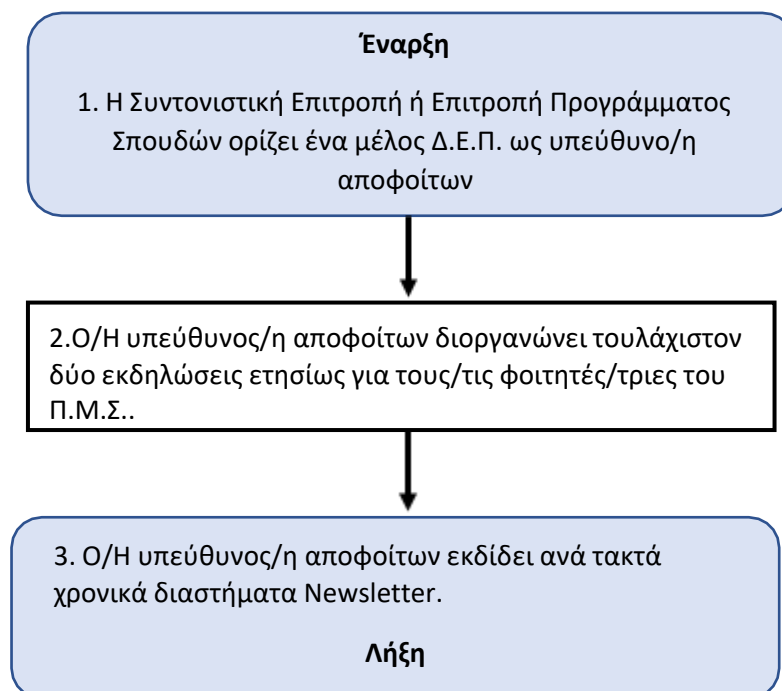 Έναρξη
1. Η Συντονιστική Επιτροπή ή Επιτροπή Προγράμματος
Σπουδών ορίζει ένα μέλος Δ.Ε.Π. ως υπεύθυνο/η
αποφοίτων
2.Ο/Η υπεύθυνος/η αποφοίτων διοργανώνει τουλάχιστον
δύο εκδηλώσεις ετησίως για τους/τις φοιτητές/τριες του
Π.Μ.Σ..
3. Ο/Η υπεύθυνος/η αποφοίτων εκδίδει ανά τακτά
χρονικά διαστήματα Newsletter.
Λήξη